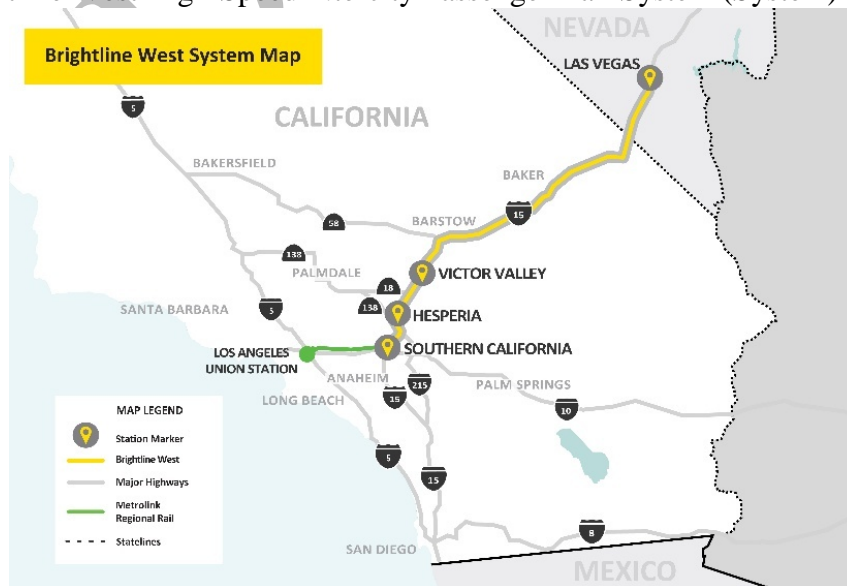 Brightline West System Map
NEVADA
LAS VEGAS
5
CALIFORNIA
BAKERSFIELD
BAKER
15
58
BARSTOW
138
PALMDALE
18
VICTOR VALLEY
138
HESPERIA
SANTA BARBARA
5
LOS ANGELES
UNION STATION
SOUTHERN CALIFORNIA
ANAHEIM
215
PALM SPRINGS
LONG BEACH
15
10
MAP LEGEND
Station Marker
Brightline West
Major Highways
Metrolink
Regional Rail
Statelines
5
15
8
SAN DIEGO
MEXICO